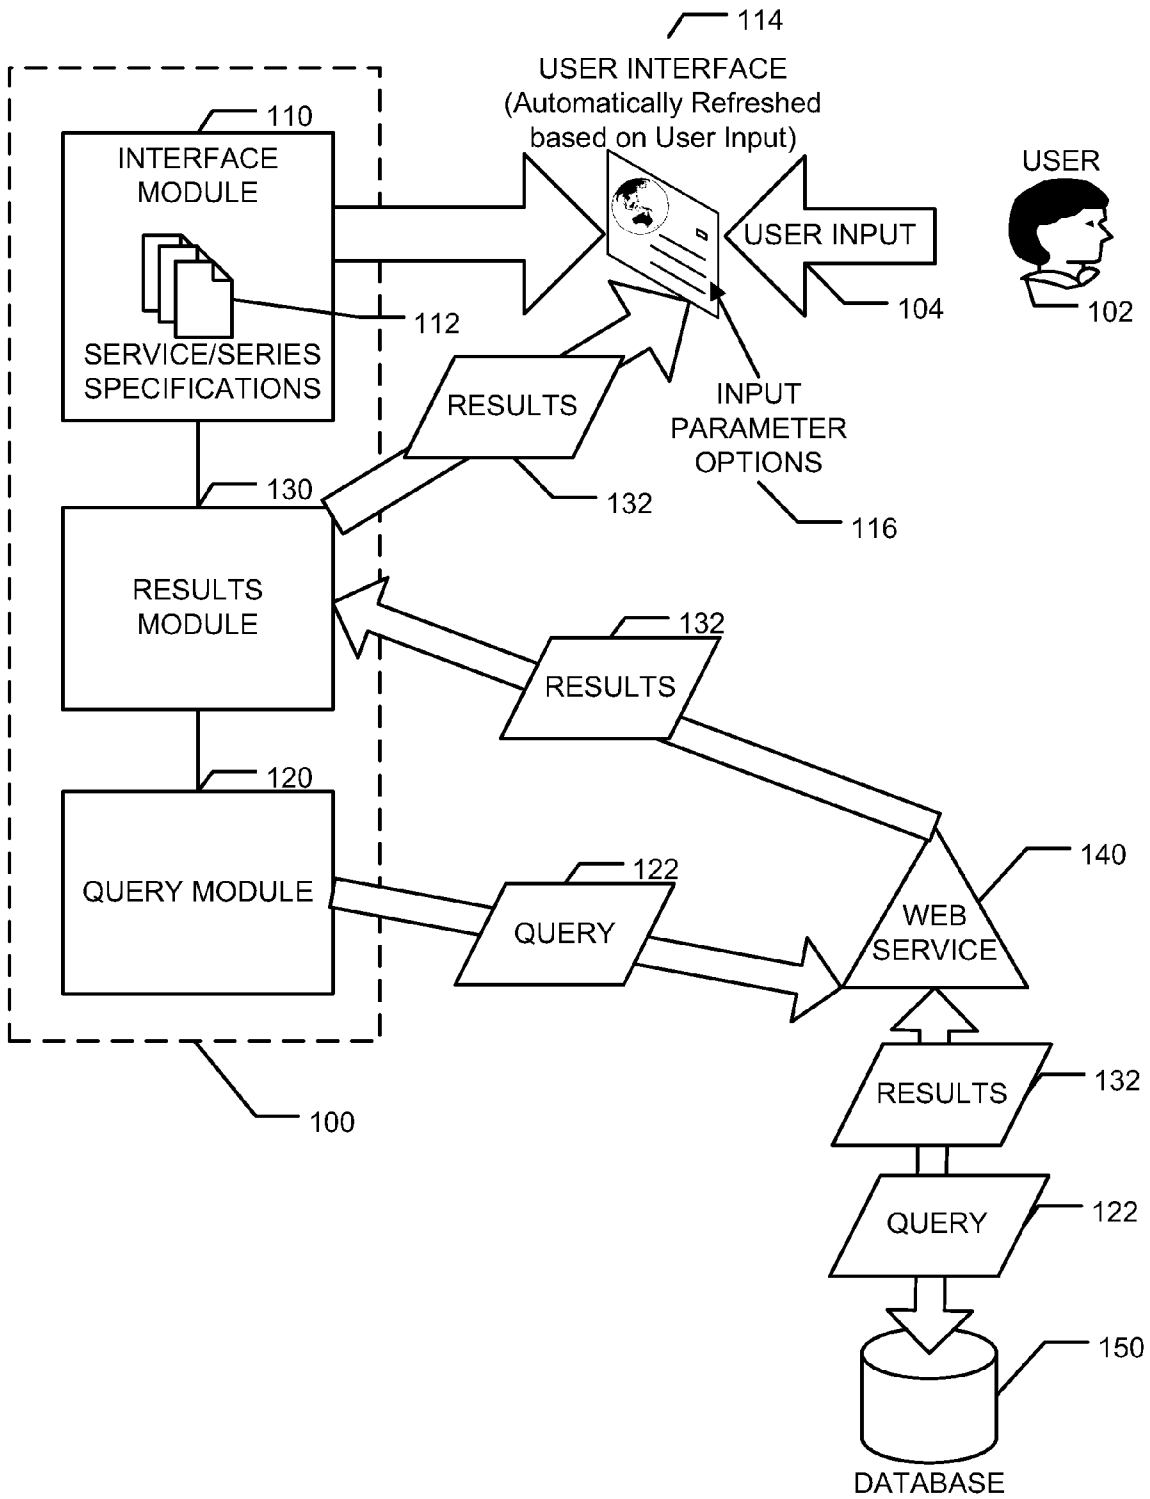 114
USER INTERFACE
(Automatically Refreshed
based on User Input)
110
INTERFACE
MODULE
USER
USER INPUT
104
102
112
SERVICE/SERIES
SPECIFICATIONS
RESULTS
132
INPUT
PARAMETER
OPTIONS
116
130
RESULTS
MODULE
132
RESULTS
120
QUERY MODULE
122
QUERY
140
WEB
SERVICE
RESULTS
132
100
QUERY
122
150
DATABASE